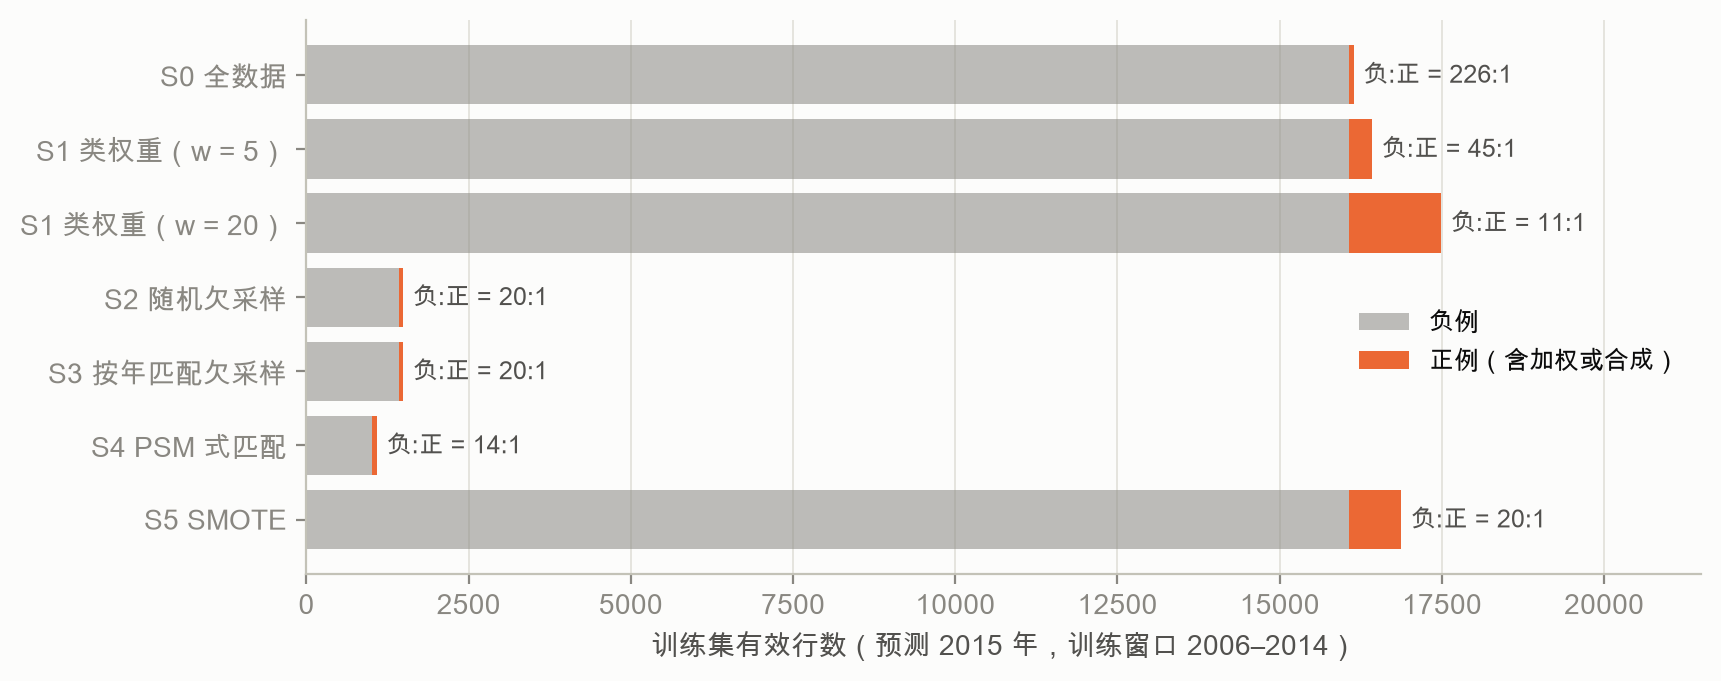 S0 全数据
负:正 = 226:1
S1 类权重 ( w = 5 )
负:正 = 45:1
S1 类权重 ( w = 20 )
负:正 = 11:1
S2 随机欠采样
负:正 = 20:1
S3 按年匹配欠采样
负:正 = 20:1
S4 PSM 式匹配
负:正 = 14:1
S5 SMOTE
负:正 = 20:1
负例
正例 ( 含加权或合成 )
0 2500 5000 7500 10000 12500 15000 17500 20000
训练集有效行数 ( 预测 2015 年 , 训练窗口 2006–2014 )